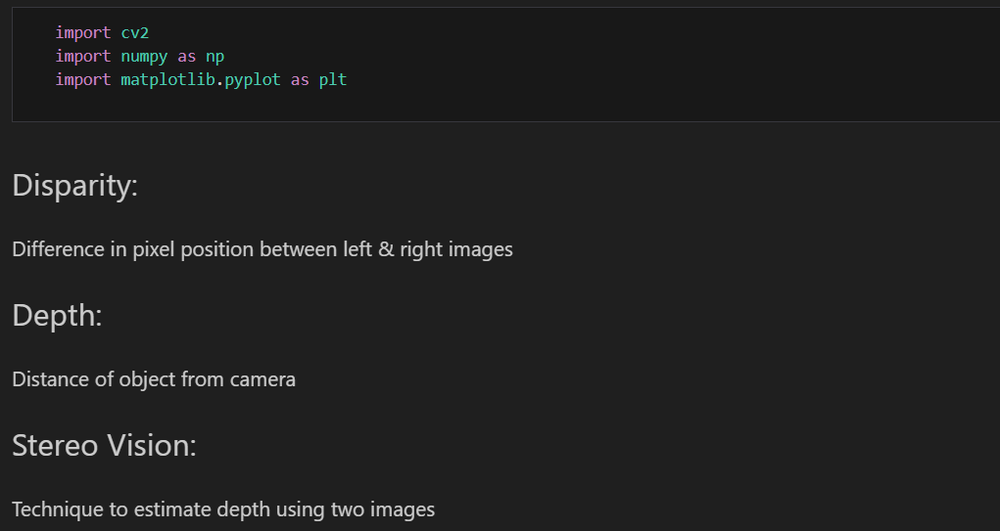 import cv2
import numpy as np
import matplotlib.pyplot as plt
Disparity:
Difference in pixel position between left & right images
Depth:
Distance of object from camera
Stereo Vision:
Technique to estimate depth using two images